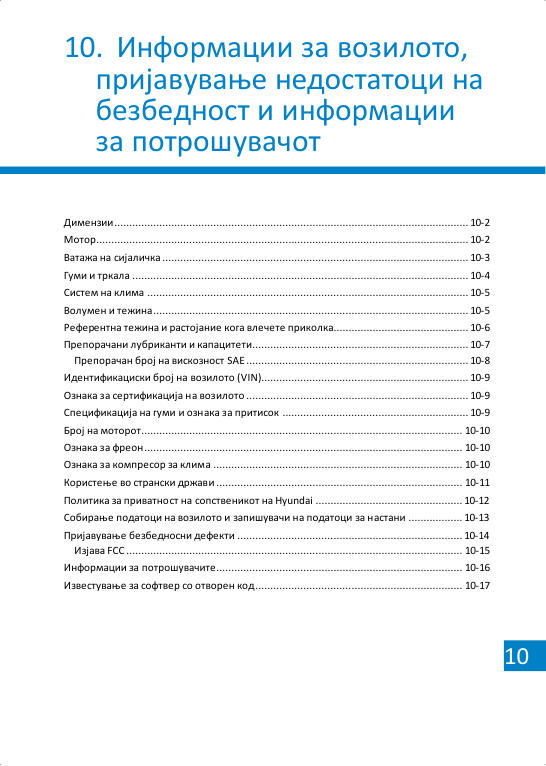 10. Информации за возилото,
пријавување недостатоци на
безбедност и информации
за потрошувачот
Димензии 10-2
Мотор 10-2
Ватажа на сијаличка 10-3
Гуми и тркала 10-4
Систем на клима 10-5
Волумен и тежина 10-5
Референтна тежина и растојание кога влечете приколка 10-6
Препорачани лубриканти и капацитети 10-7
Препорачан број на вискозност SAE 10-8
Идентификациски број на возилото (VIN) 10-9
Ознака за сертификација на возилото 10-9
Спецификација на гуми и ознака за притисок 10-9
Број на моторот 10-10
Ознака за фреон 10-10
Ознака за компресор за клима 10-10
Користење во странски држави 10-11
Политика за приватност на сопственикот на Hyundai 10-12
Собирање податоци на возилото и запишувачи на податоци за настани 10-13
Пријавување безбедносни дефекти 10-14
Изјава FCC 10-15
Информации за потрошувачите 10-16
Известување за софтвер со отворен код 10-17
10